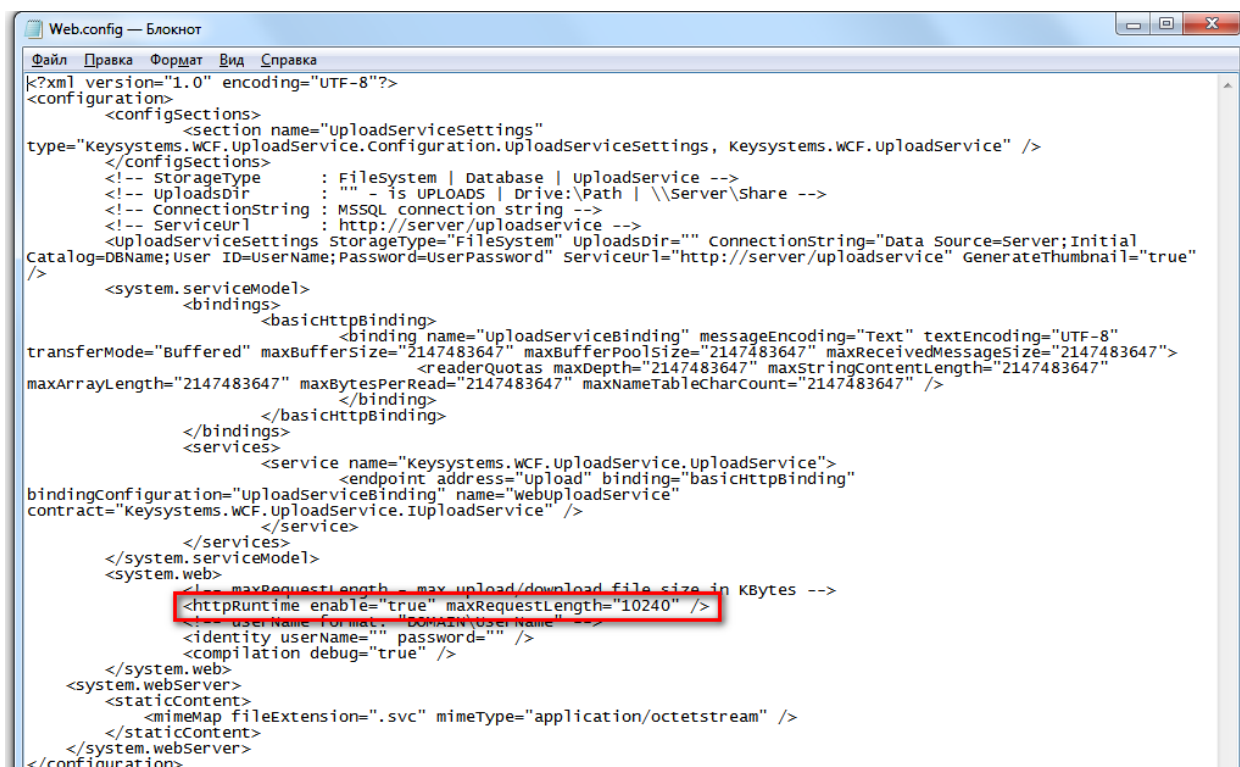 Web.config — Блокнот
Файл Правка Формат Вид Справка
<?xml version="1.0" encoding="UTF-8"?>
<configuration>
<configSections>
<section name="UploadServiceSettings"
type="Keysystems.WCF.UploadService.Configuration.UploadServiceSettings, Keysystems.WCF.UploadService" />
</configSections>
<!-- StorageType : FileSystem | Database | UploadService -->
<!-- UploadsDir : "" - is UPLOADS | Drive:\Path | \\Server\Share -->
<!-- ConnectionString : MSSQL connection string -->
<!-- ServiceUrl : http://server/uploadservice -->
<UploadServiceSettings StorageType="FileSystem" UploadsDir="" ConnectionString="Data Source=Server;Initial
Catalog=DBName;User ID=UserName;Password=UserPassword" ServiceUrl="http://server/uploadservice" GenerateThumbnail="true"
/>
<system.serviceModel>
<bindings>
<basicHttpBinding>
<binding name="UploadServiceBinding" messageEncoding="Text" textEncoding="UTF-8"
transferMode="Buffered" maxBufferSize="2147483647" maxBufferPoolSize="2147483647" maxReceivedMessageSize="2147483647">
<readerQuotas maxDepth="2147483647" maxStringContentLength="2147483647"
maxArrayLength="2147483647" maxBytesPerRead="2147483647" maxNameTableCharCount="2147483647" />
</binding>
</basicHttpBinding>
</bindings>
<services>
<service name="Keysystems.WCF.UploadService.UploadService">
<endpoint address="Upload" binding="basicHttpBinding"
bindingConfiguration="UploadServiceBinding" name="WebUploadService"
contract="Keysystems.WCF.UploadService.IUploadService" />
</service>
</services>
</system.serviceModel>
<system.web>
<!-- maxRequestLength - max upload/download file size in KBytes -->
<httpRuntime enable="true" maxRequestLength="10240" />
<!-- userName format: "DOMAIN\UserName" -->
<identity userName="" password="" />
<compilation debug="true" />
</system.web>
<system.webServer>
<staticContent>
<mimeMap fileExtension=".svc" mimeType="application/octetstream" />
</staticContent>
</system.webServer>
</configuration>